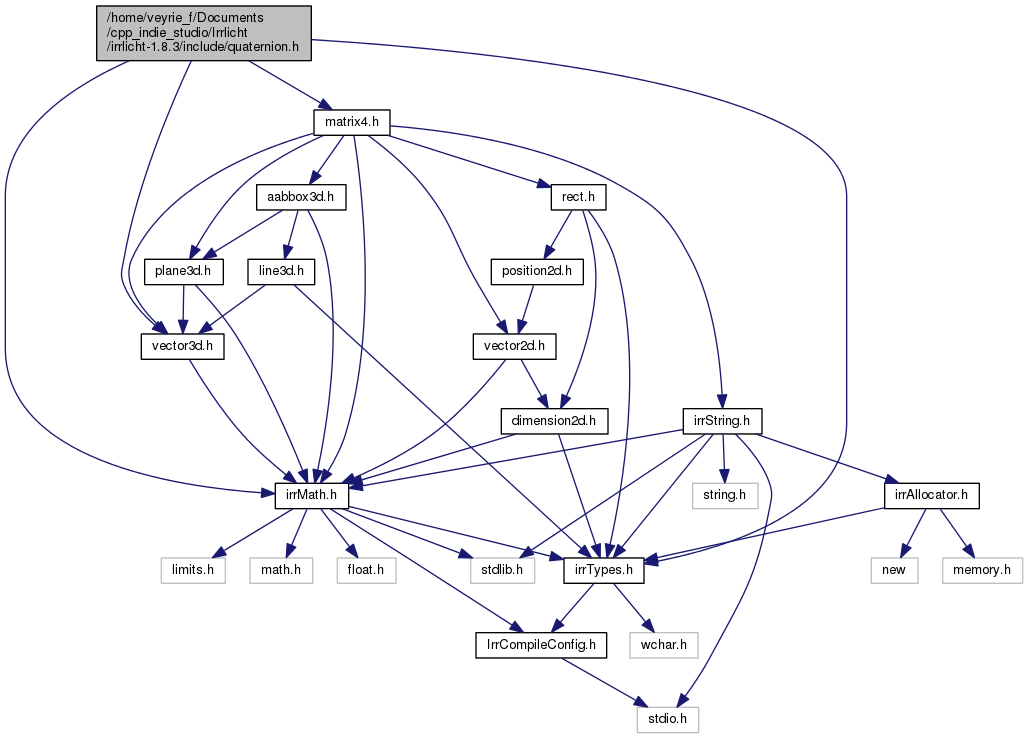 /home/veyrie_f/Documents
/cpp_indie_studio/Irrlicht
/irrlicht-1.8.3/include/quaternion.h
matrix4.h
aabbox3d.h
rect.h
plane3d.h
line3d.h
position2d.h
vector3d.h
vector2d.h
dimension2d.h
irrString.h
irrMath.h
string.h
irrAllocator.h
limits.h
math.h
float.h
stdlib.h
irrTypes.h
new
memory.h
IrrCompileConfig.h
wchar.h
stdio.h